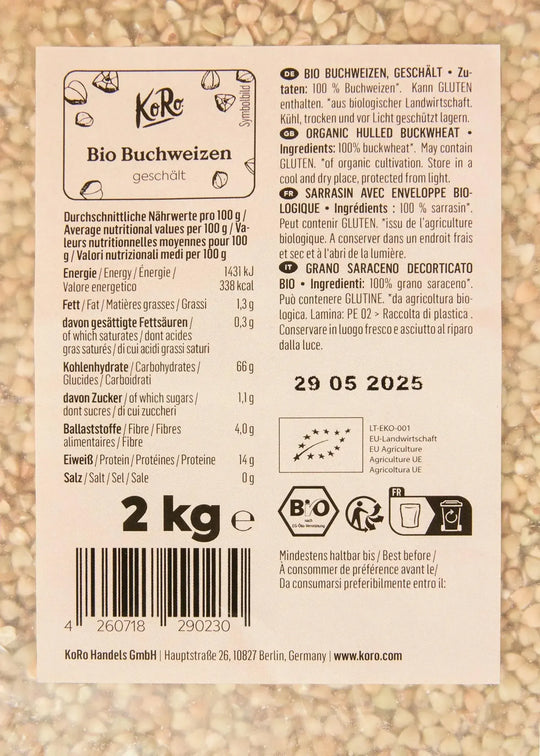 KoRo
Symbolbild
Bio Buchweizen
geschält
Durchschnittliche Nährwerte pro 100 g /
Average nutritional values per 100 g / Va-
leurs nutritionnelles moyennes pour 100
g / Valori nutrizionali medi per 100 g
Energie / Energy / Énergie / 1431 kJ
Valore energetico 338 kcal
Fett / Fat / Matières grasses / Grassi 1,3 g
davon gesättigte Fettsäuren / 0,3 g
of which saturates / dont acides
gras saturés / di cui acidi grassi saturi
Kohlenhydrate / Carbohydrates / 66 g
Glucides / Carboidrati
davon Zucker / of which sugars / 1,1 g
dont sucres / di cui zuccheri
Ballaststoffe / Fibre / Fibres 4,0 g
alimentaires / Fibre
Eiweiß / Protein / Protéines / Proteine 14 g
Salz / Salt / Sel / Sale 0 g
2 kg e
4 260718 290230
DE BIO BUCHWEIZEN, GESCHÄLT • Zu-
taten: 100 % Buchweizen*. Kann GLUTEN
enthalten. *aus biologischer Landwirtschaft.
Kühl, trocken und vor Licht geschützt lagern.
GB ORGANIC HULLED BUCKWHEAT •
Ingredients: 100% buckwheat*. May contain
GLUTEN. *of organic cultivation. Store in a
cool and dry place, protected from light.
FR SARRASIN AVEC ENVELOPPE BIO-
LOGIQUE • Ingrédients : 100 % sarrasin*.
Peut contenir GLUTEN. *issu de l'agriculture
biologique. A conserver dans un endroit frais
et sec et à l'abri de la lumière.
IT GRANO SARACENO DECORTICATO
BIO • Ingredienti: 100% grano saraceno*.
Può contenere GLUTINE. *da agricoltura bio-
logica. Lamina: PE 02 > Raccolta di plastica .
Conservare in luogo fresco e asciutto al riparo
dalla luce.
29 05 2025
LT-EKO-001
EU-Landwirtschaft
EU Agriculture
Agriculture UE
Agricoltura UE
Bio
nach
EG-Öko-Verordnung
FR
Mindestens haltbar bis / Best before /
À consommer de préférence avant le/
Da consumarsi preferibilmente entro il:
KoRo Handels GmbH | Hauptstraße 26, 10827 Berlin, Germany | www.koro.com